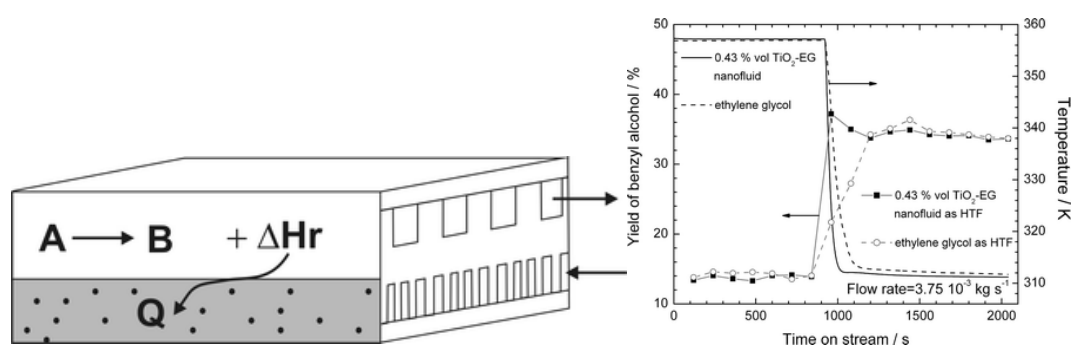 A → B + ΔHr
Q
Yield of benzyl alcohol / %
50
40
30
20
10
0.43 % vol TiO2-EG
nanofluid
ethylene glycol
0.43 % vol TiO2-EG
nanofluid as HTF
ethylene glycol as HTF
Flow rate=3.75 10-3 kg s-1
360
350
340
330
320
310
Temperature / K
0
500
1000
1500
2000
Time on stream / s